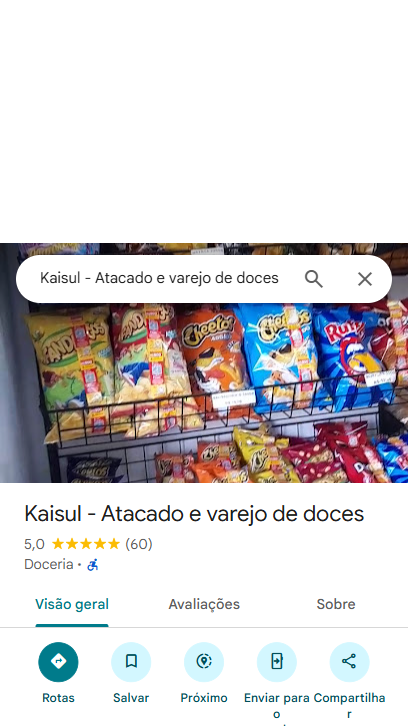 Kaisul - Atacado e varejo de doces
Cheetos
Cheetos
Kaisul - Atacado e varejo de doces
5,0 ★★★★★ (60)
Doceria ·
Visão geral
Avaliações
Sobre
Rotas
Salvar
Próximo
Enviar para o
Compartilhar